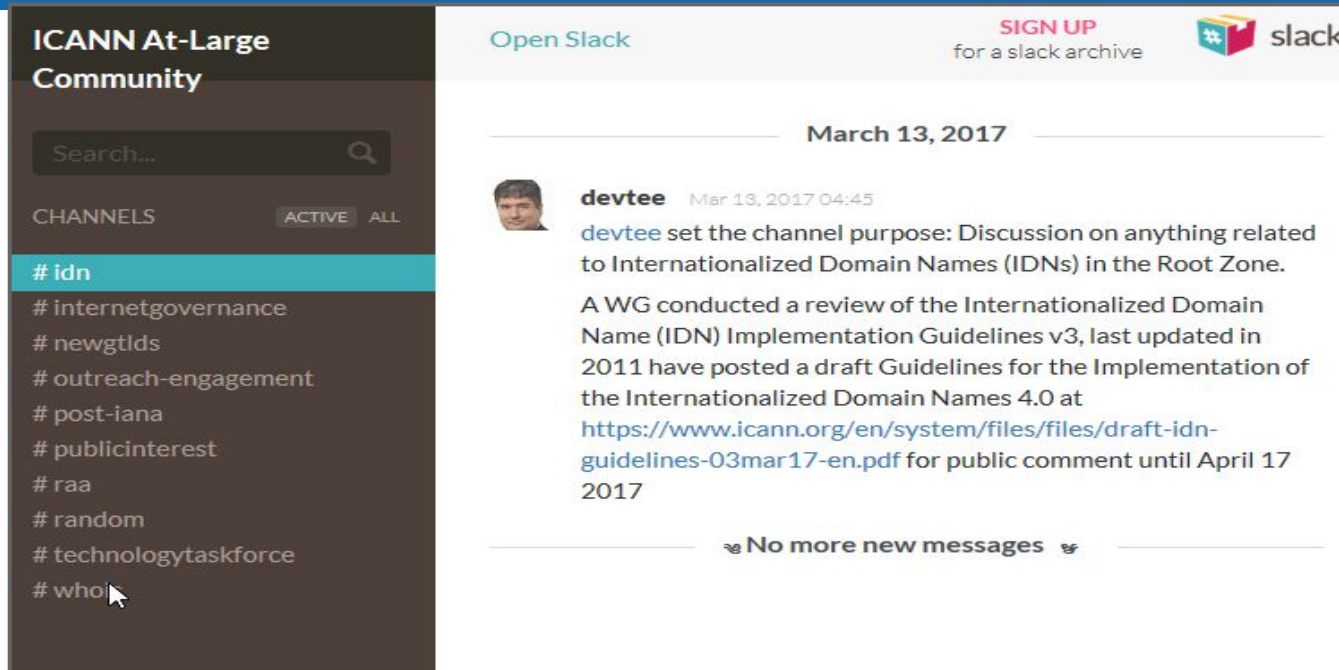 ICANN At-Large
Community
Search...
CHANNELS
ACTIVE ALL
# idn
# internetgovernance
# newgtlds
# outreach-engagement
# post-iana
# publicinterest
# raa
# random
# technologytaskforce
# whois
Open Slack
SIGN UP
for a slack archive
slack
March 13, 2017
devtee Mar 13, 2017 04:45
devtee set the channel purpose: Discussion on anything related
to Internationalized Domain Names (IDNs) in the Root Zone.
A WG conducted a review of the Internationalized Domain
Name (IDN) Implementation Guidelines v3, last updated in
2011 have posted a draft Guidelines for the Implementation of
the Internationalized Domain Names 4.0 at
https://www.icann.org/en/system/files/files/draft-idn-
guidelines-03mar17-en.pdf for public comment until April 17
2017
No more new messages